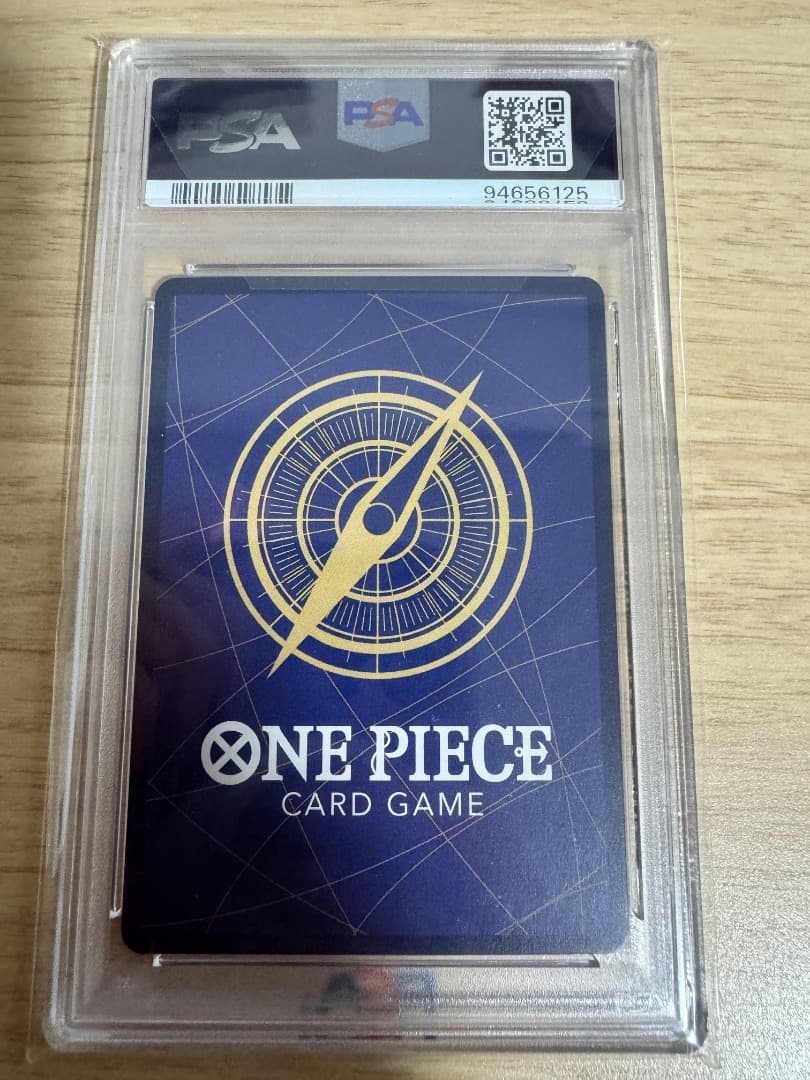 PSA
PSA
94656125
ONE PIECE
CARD GAME